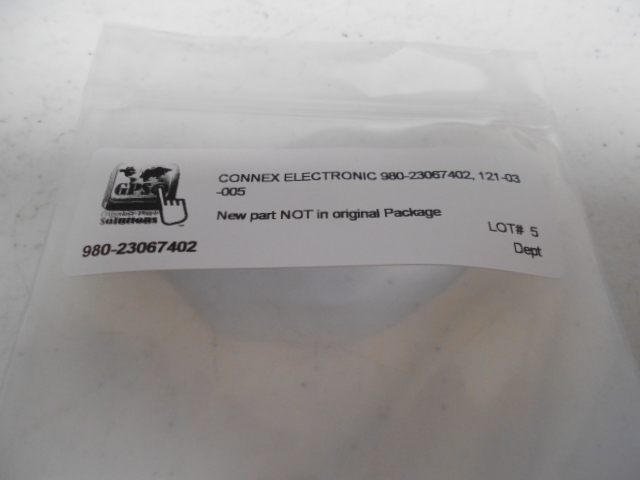 CONNEX ELECTRONIC 980-23067402, 121-03
-005
New part NOT in original Package
GPS
Solutions
980-23067402
LOT# 5
Dept